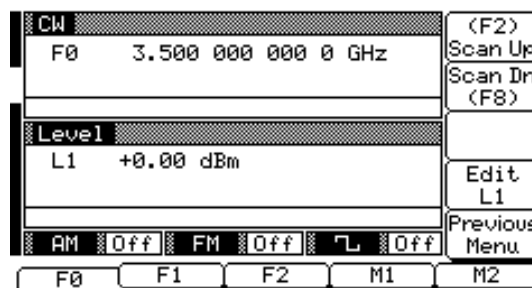 CW
F0 3.500 000 000 0 GHz
(F2)
Scan Up
Scan Dn
(F8)
Level
L1 +0.00 dBm
Edit
L1
Previous
Menu
AM Off FM Off Off
F0 F1 F2 M1 M2